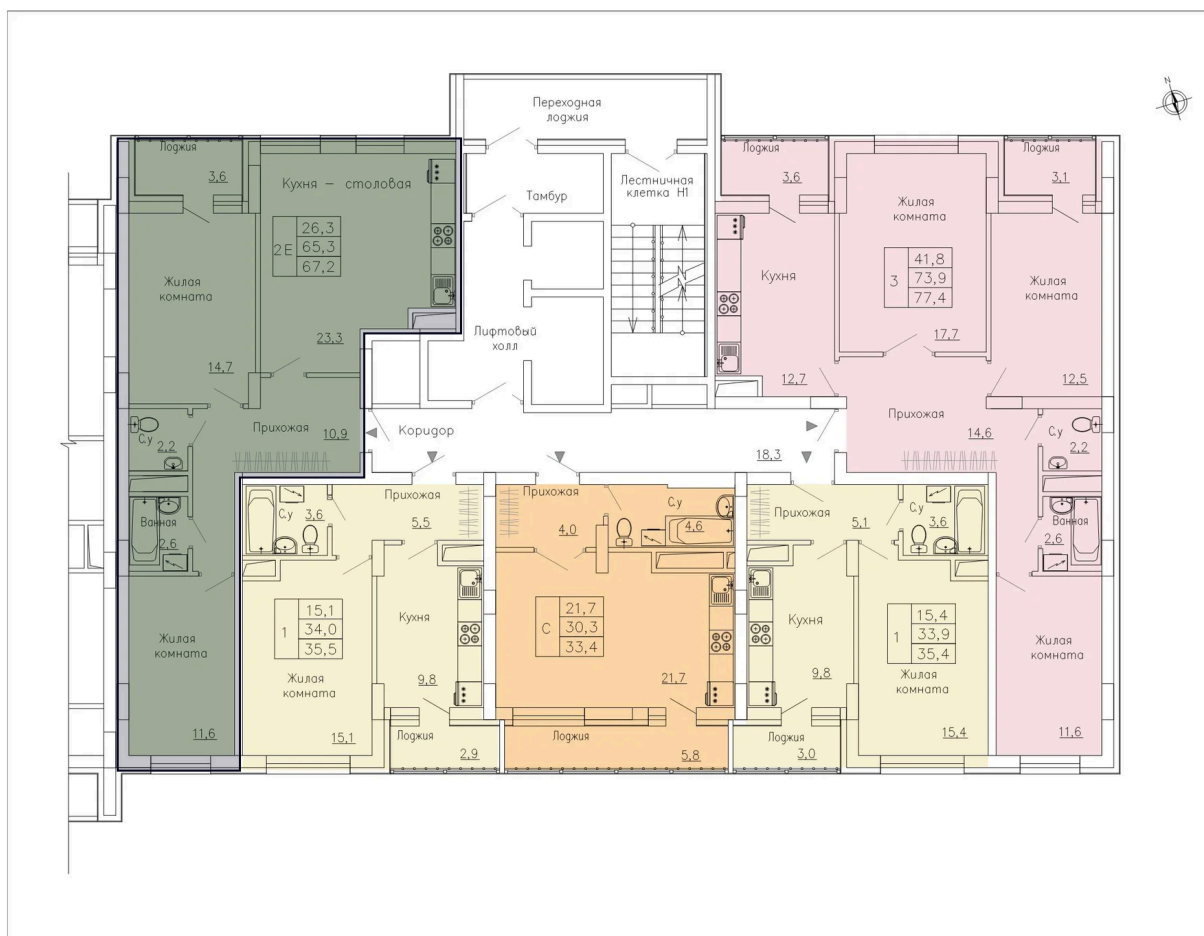 N
Переходная
лоджия
Лоджия
3,6
Кухня – столовая
Тамбур
Лестничная
клетка Н1
Лоджия
3,6
Лоджия
3,1
2Е
26,3
65,3
67,2
Жилая
комната
14,7
23,3
Лифтовый
холл
Кухня
12,7
Жилая
комната
3
41,8
73,9
77,4
17,7
Жилая
комната
12,5
С.у
2,2
Прихожая
10,9
Коридор
18,3
Прихожая
14,6
С.у
2,2
Ванная
2,6
С.у
3,6
Прихожая
5,5
Прихожая
4,0
С.у
4,6
Прихожая
5,1
С.у
3,6
Ванная
2,6
Жилая
комната
11,6
1
15,1
34,0
35,5
Жилая
комната
15,1
Кухня
9,8
С
21,7
30,3
33,4
21,7
Кухня
9,8
1
15,4
33,9
35,4
Жилая
комната
15,4
Жилая
комната
11,6
Лоджия
2,9
Лоджия
5,8
Лоджия
3,0